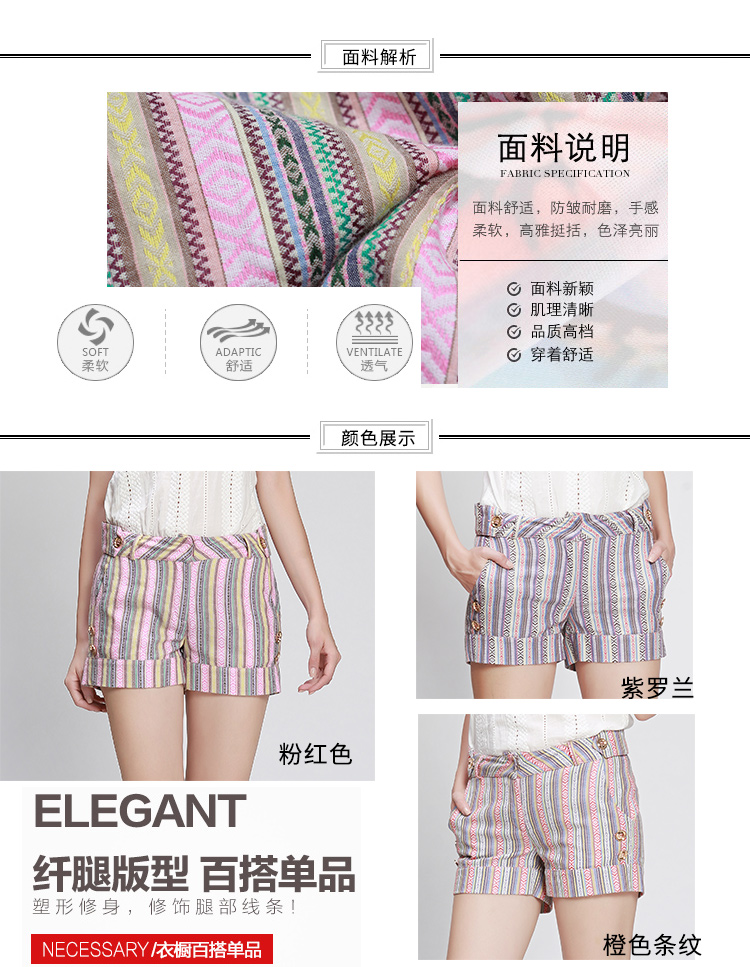 面料解析
面料说明
FABRIC SPECIFICATION
面料舒适，防皱耐磨，手感
柔软，高雅挺括，色泽亮丽
面料新颖
肌理清晰
品质高档
穿着舒适
SOFT
柔软
ADAPTIC
舒适
VENTILATE
透气
颜色展示
粉红色
紫罗兰
橙色条纹
ELEGANT
纤腿版型 百搭单品
塑形修身，修饰腿部线条！
NECESSARY/衣橱百搭单品